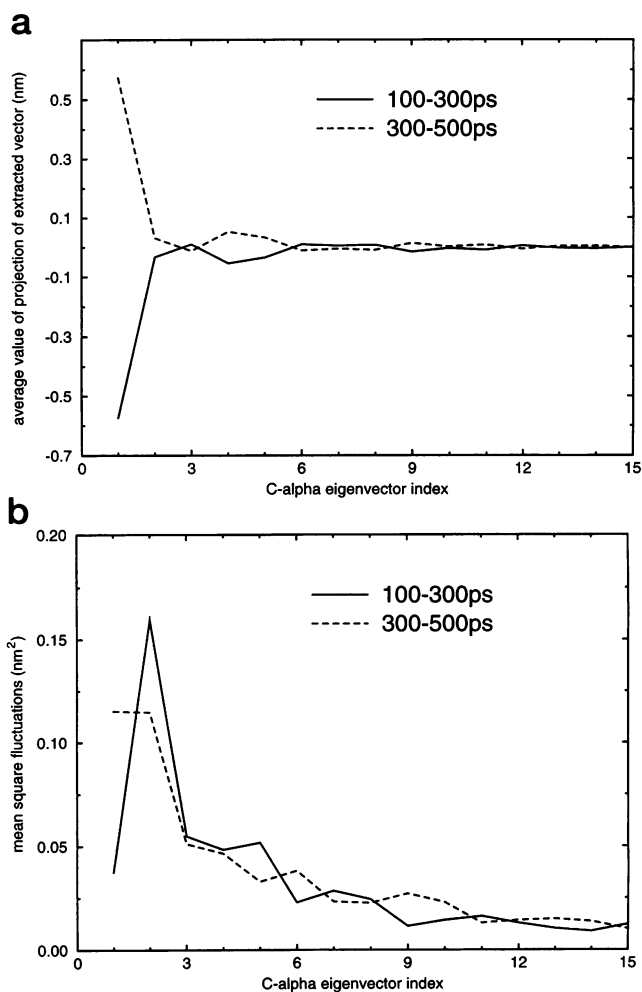 a
average value of projection of extracted vector (nm)
0.5
0.3
0.1
-0.1
-0.3
-0.5
-0.7
100-300ps
300-500ps
0 3 6 9 12 15
C-alpha eigenvector index
b
mean square fluctuations (nm²)
0.20
0.15
0.10
0.05
0.00
100-300ps
300-500ps
0 3 6 9 12 15
C-alpha eigenvector index